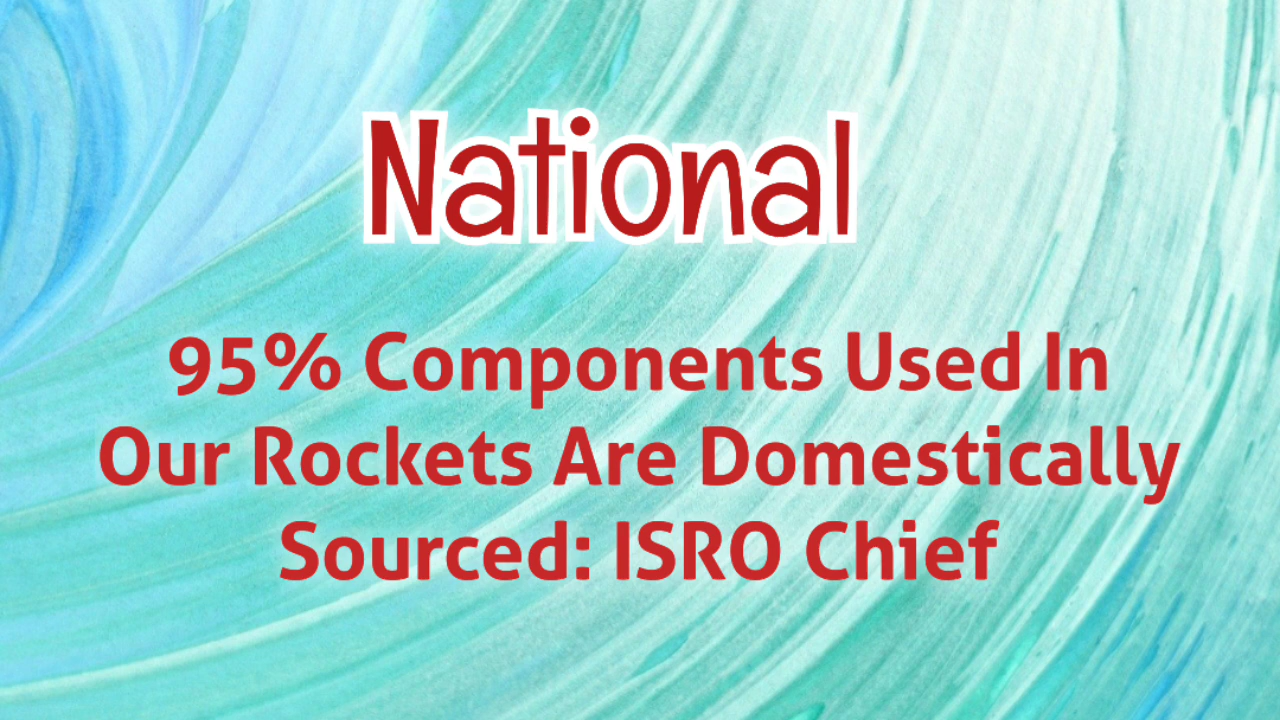 National
95% Components Used In
Our Rockets Are Domestically
Sourced: ISRO Chief